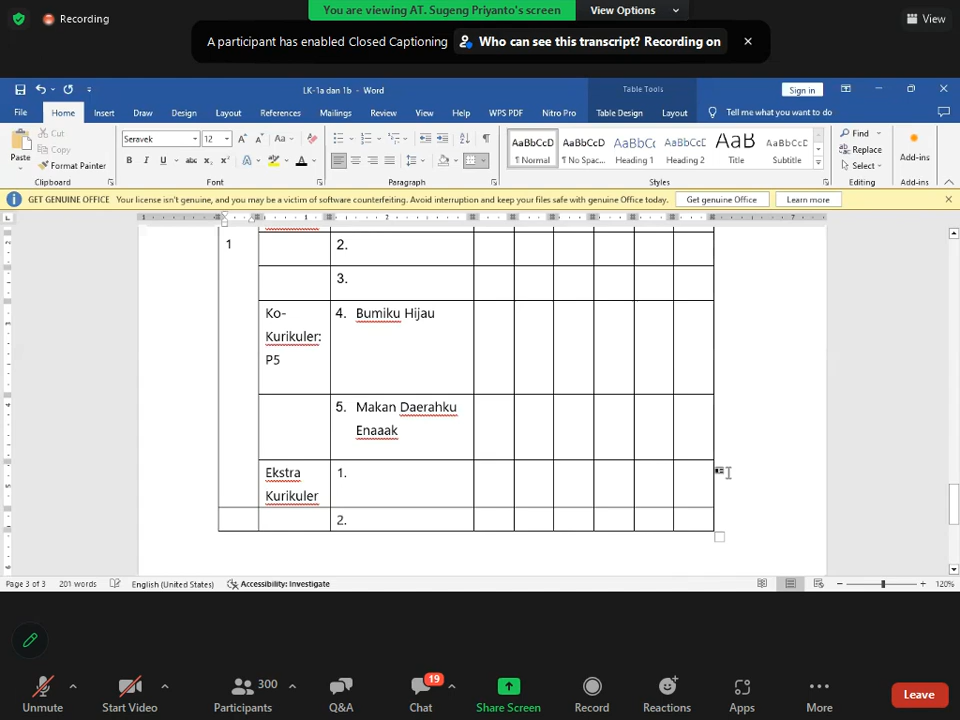 Recording
You are viewing AT. Sugeng Priyanto's screen
View Options
View
A participant has enabled Closed Captioning
Who can see this transcript? Recording on
LK-1a dan 1b - Word
Table Tools
Sign in
File
Home
Insert
Draw
Design
Layout
References
Mailings
Review
View
Help
WPS PDF
Nitro Pro
Table Design
Layout
Tell me what you want to do
Paste
Cut
Copy
Format Painter
Clipboard
Seravek
12
Font
Paragraph
AaBbCcD
¶ Normal
AaBbCcD
¶ No Spac...
AaBbCc
Heading 1
AaBbCcD
Heading 2
AaB
Title
AaBbCcD
Subtitle
Styles
Find
Replace
Select
Editing
Add-ins
Add-ins
GET GENUINE OFFICE Your license isn't genuine, and you may be a victim of software counterfeiting. Avoid interruption and keep your files safe with genuine Office today.
Get genuine Office
Learn more
1 2.
3.
Ko-
Kurikuler:
P5
4. Bumiku Hijau
5. Makan Daerahku
Enaaak
Ekstra
Kurikuler
1.
2.
Page 3 of 3
201 words
English (United States)
Accessibility: Investigate
120%
Unmute
Start Video
300
Participants
Q&A
19
Chat
Share Screen
Record
Reactions
Apps
More
Leave